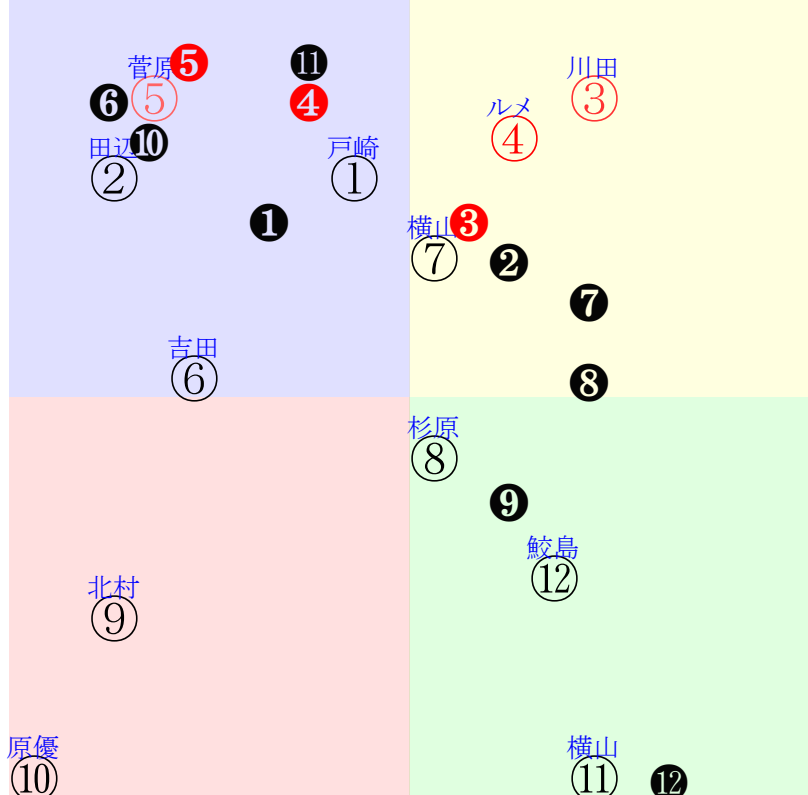 菅原❺ ⓫ 川田
❻ ⑤ ❹ ルメ ③
田辺❿ 戸崎 ④
② ①
❶ 横山❸
⑦ ❷
❼
吉田
⑥ ❽
杉原
⑧
❾
鮫島
北村 ⑫
⑨
原優 横山
⑩ ⑪ ⓬